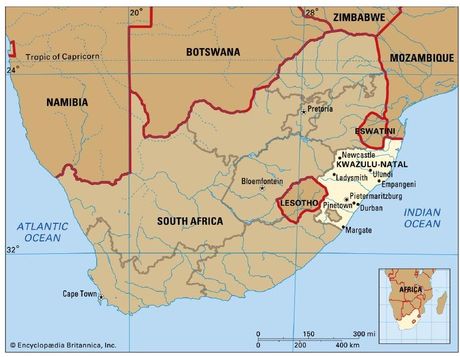 20°
28°
ZIMBABWE
Tropic of Capricorn
BOTSWANA
MOZAMBIQUE
24
NAMIBIA
Pretoria
ESWATINI
Newcastle
KWAZULU-NATAL
Ladysmith
Ulundi
Empangeni
Bloemfontein
LESOTHO
Pietermaritzburg
Pinetown
Durban
SOUTH AFRICA
ATLANTIC
OCEAN
INDIAN
OCEAN
Margate
32
Cape Town
AFRICA
0 150 300 mi
0 200 400 km
© Encyclopædia Britannica, Inc.